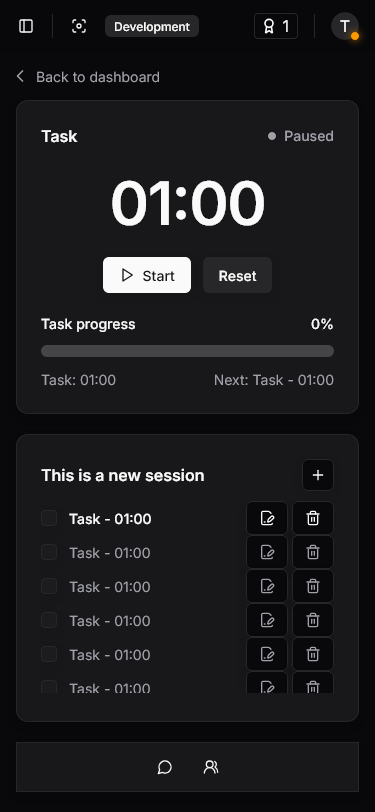 Development
1
T
Back to dashboard
Task
Paused
01:00
Start
Reset
Task progress
0%
Task: 01:00
Next: Task - 01:00
This is a new session
Task - 01:00
Task - 01:00
Task - 01:00
Task - 01:00
Task - 01:00
Task - 01:00